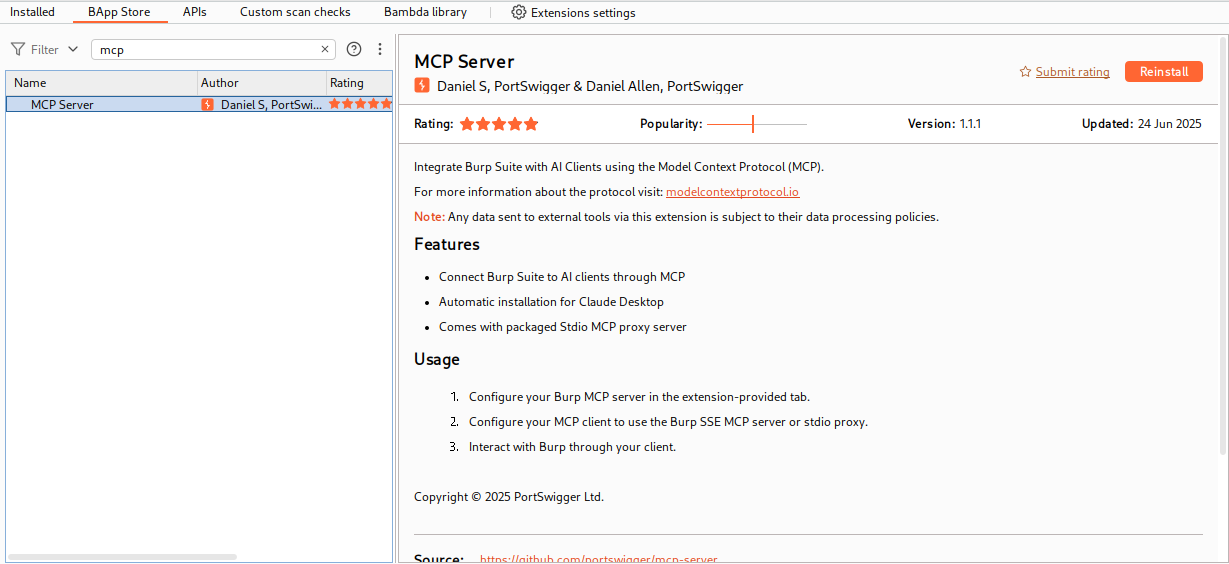 Installed BApp Store APIs Custom scan checks Bambda library Extensions settings
Filter mcp
Name Author Rating
MCP Server Daniel S, PortSwi...
MCP Server
Daniel S, PortSwigger & Daniel Allen, PortSwigger
Submit rating Reinstall
Rating: Popularity: Version: 1.1.1 Updated: 24 Jun 2025
Integrate Burp Suite with AI Clients using the Model Context Protocol (MCP).
For more information about the protocol visit: modelcontextprotocol.io
Note: Any data sent to external tools via this extension is subject to their data processing policies.
Features
• Connect Burp Suite to AI clients through MCP
• Automatic installation for Claude Desktop
• Comes with packaged Stdio MCP proxy server
Usage
1. Configure your Burp MCP server in the extension-provided tab.
2. Configure your MCP client to use the Burp SSE MCP server or stdio proxy.
3. Interact with Burp through your client.
Copyright © 2025 PortSwigger Ltd.
Source: https://github.com/portswigger/mcp-server